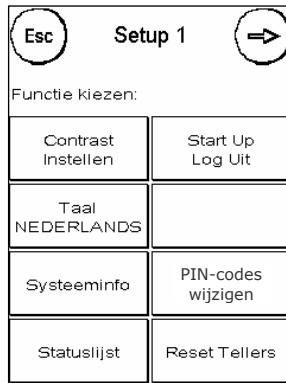 Esc Setup 1
Functie kiezen:
Contrast
Instellen
Start Up
Log Uit
Taal
NEDERLANDS
Systeeminfo
PIN-codes
wijzigen
Statuslijst
Reset Tellers